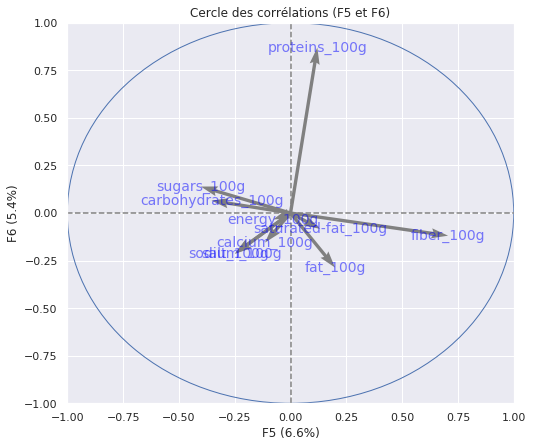 Cercle des corrélations (F5 et F6)
1.00
proteins_100g
0.75
0.50
0.25
sugars_100g
carbohydrates_100g
0.00
energy_100g
saturated-fat_100g
fiber_100g
calcium_100g
sodium_100g
salt_100g
fat_100g
−0.25
−0.50
−0.75
−1.00
−1.00 −0.75 −0.50 −0.25 0.00 0.25 0.50 0.75 1.00
F5 (6.6%)
F6 (5.4%)